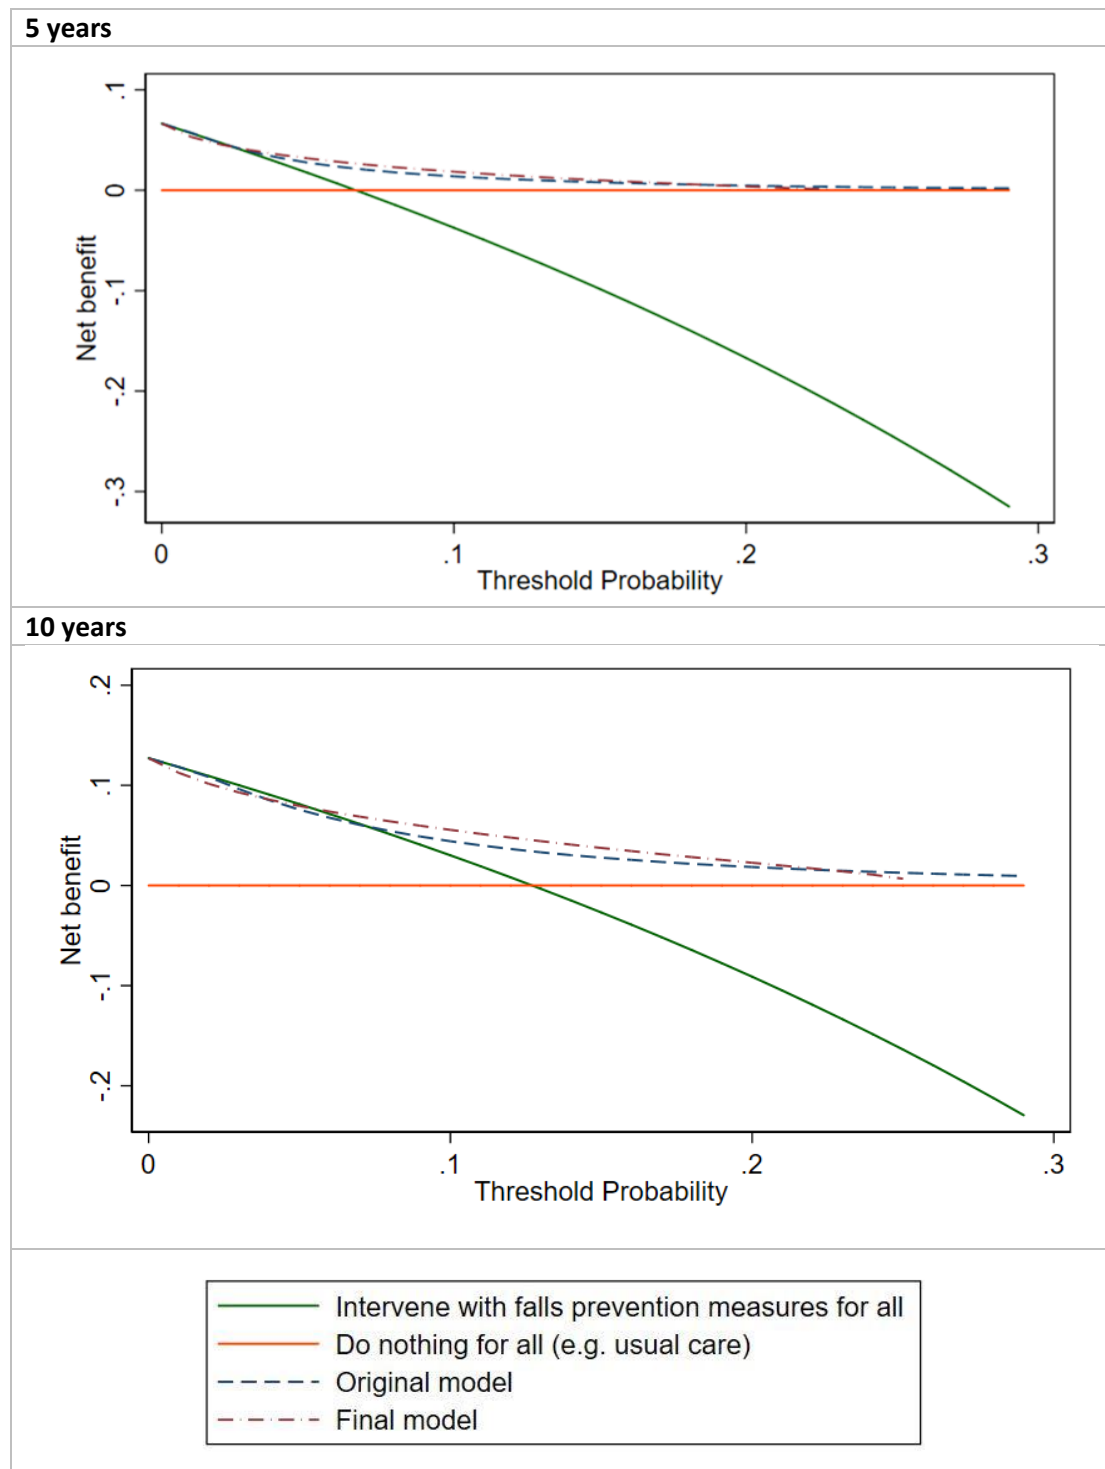 5 years
.1
0
-.1
-.2
-.3
Net benefit
0 .1 .2 .3
Threshold Probability
10 years
.2
.1
0
-.1
-.2
Net benefit
0 .1 .2 .3
Threshold Probability
Intervene with falls prevention measures for all
Do nothing for all (e.g. usual care)
Original model
Final model